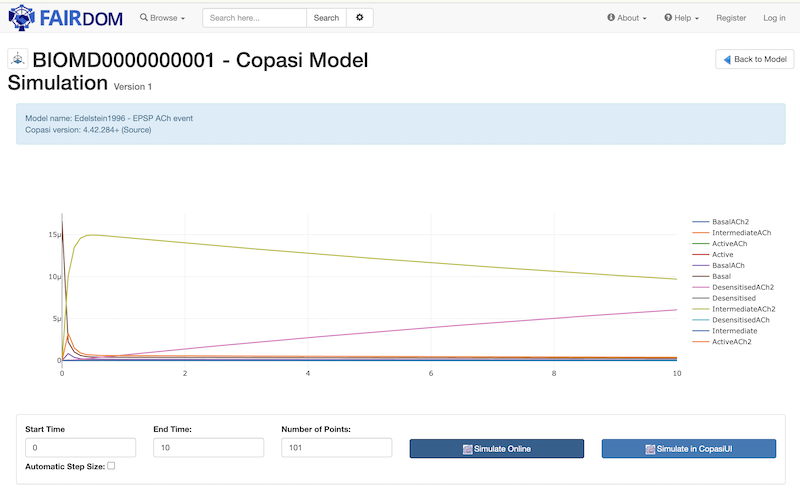 FAIRDOM
Browse
Search here...
Search
About
Help
Register
Log in
BIOMD0000000001 - Copasi Model
Simulation Version 1
Back to Model
Model name: Edelstein1996 - EPSP ACh event
Copasi version: 4.42.284+ (Source)
15μ
10μ
5μ
0
0
2
4
6
8
10
BasalACh2
IntermediateACh
ActiveACh
Active
BasalACh
Basal
DesensitisedACh2
Desensitised
IntermediateACh2
DesensitisedACh
Intermediate
ActiveACh2
Start Time
End Time:
Number of Points:
0
10
101
Simulate Online
Simulate in CopasiUI
Automatic Step Size: